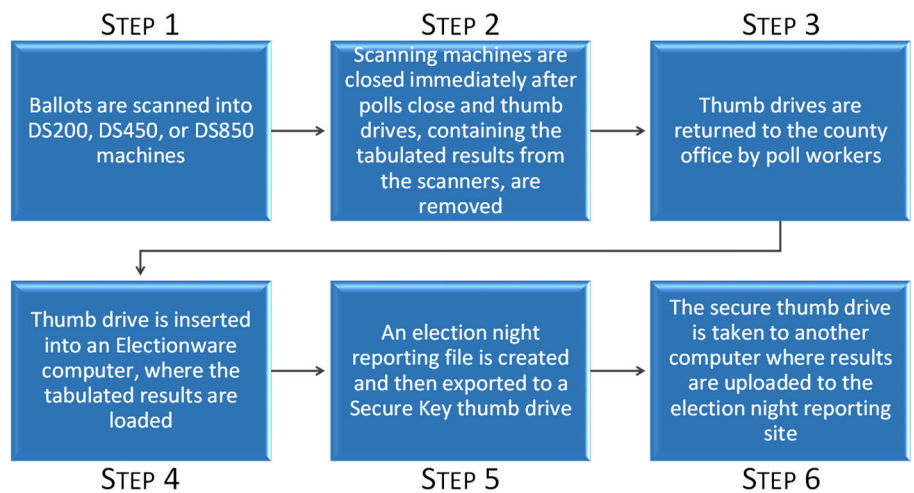 STEP 1
Ballots are scanned into
DS200, DS450, or DS850
machines
STEP 2
Scanning machines are
closed immediately after
polls close and thumb
drives, containing the
tabulated results from
the scanners, are
removed
STEP 3
Thumb drives are
returned to the county
office by poll workers
Thumb drive is inserted
into an Electionware
computer, where the
tabulated results are
loaded
STEP 4
An election night
reporting file is created
and then exported to a
Secure Key thumb drive
STEP 5
The secure thumb drive
is taken to another
computer where results
are uploaded to the
election night reporting
site
STEP 6